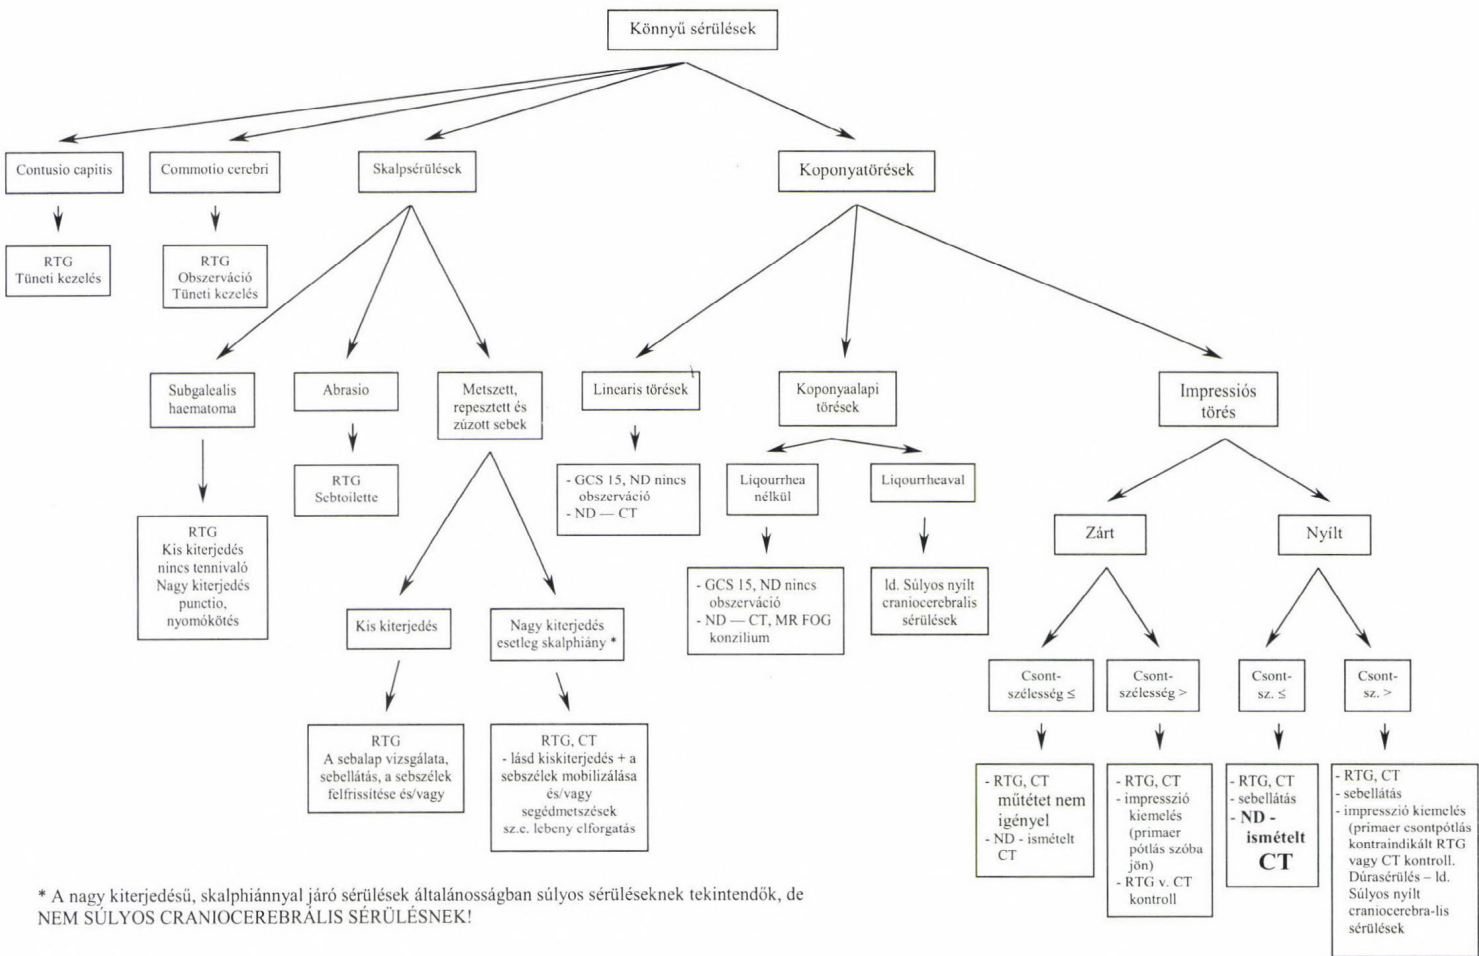 Könnyű sérülések
Contusio capitis
Commotio cerebri
Skalpsérülések
Koponyatörések
RTG
Tüneti kezelés
RTG
Obszerváció
Tüneti kezelés
Subgalealis
haematoma
Abrasio
Metszett,
repesztett és
zúzott sebek
Linearis törések
Koponyaalapi
törések
Impressiós
törés
RTG
Kis kiterjedés
nincs tennivaló
Nagy kiterjedés
punctio,
nyomókötés
RTG
Sebtoilette
- GCS 15, ND nincs
obszerváció
- ND — CT
Liqourrhea
nélkül
Liqourrheaval
Zárt
Nyílt
Kis kiterjedés
Nagy kiterjedés
esetleg skalphiány *
- GCS 15, ND nincs
obszerváció
- ND — CT, MR FOG
konzilium
ld. Súlyos nyílt
craniocerebralis
sérülések
Csont-
szélesség ≤
Csont-
szélesség >
Csont-
sz. ≤
Csont-
sz. >
RTG
A sebalap vizsgálata,
sebellátás, a sebszélek
felfrissítése és/vagy
RTG, CT
- lásd kiskiterjedés + a
sebszélek mobilizálása
és/vagy
segédmetszések
sz.e. lebeny elforgatás
- RTG, CT
műtétet nem
igényel
- ND - ismételt
CT
- RTG, CT
- impresszió
kiemelés
(primaer
pótlás szóba
jön)
- RTG v. CT
kontroll
- RTG, CT
- sebellátás
- ND -
ismételt
CT
- RTG, CT
- sebellátás
- impresszió kiemelés
(primaer csontpótlás
kontraindikált RTG
vagy CT kontroll.
Dúrasérülés – ld.
Súlyos nyílt
craniocerebra-lis
sérülések
* A nagy kiterjedésű, skalphiánnyal járó sérülések általánosságban súlyos sérüléseknek tekintendők, de
NEM SÚLYOS CRANIOCEREBRÁLIS SÉRÜLÉSNEK!